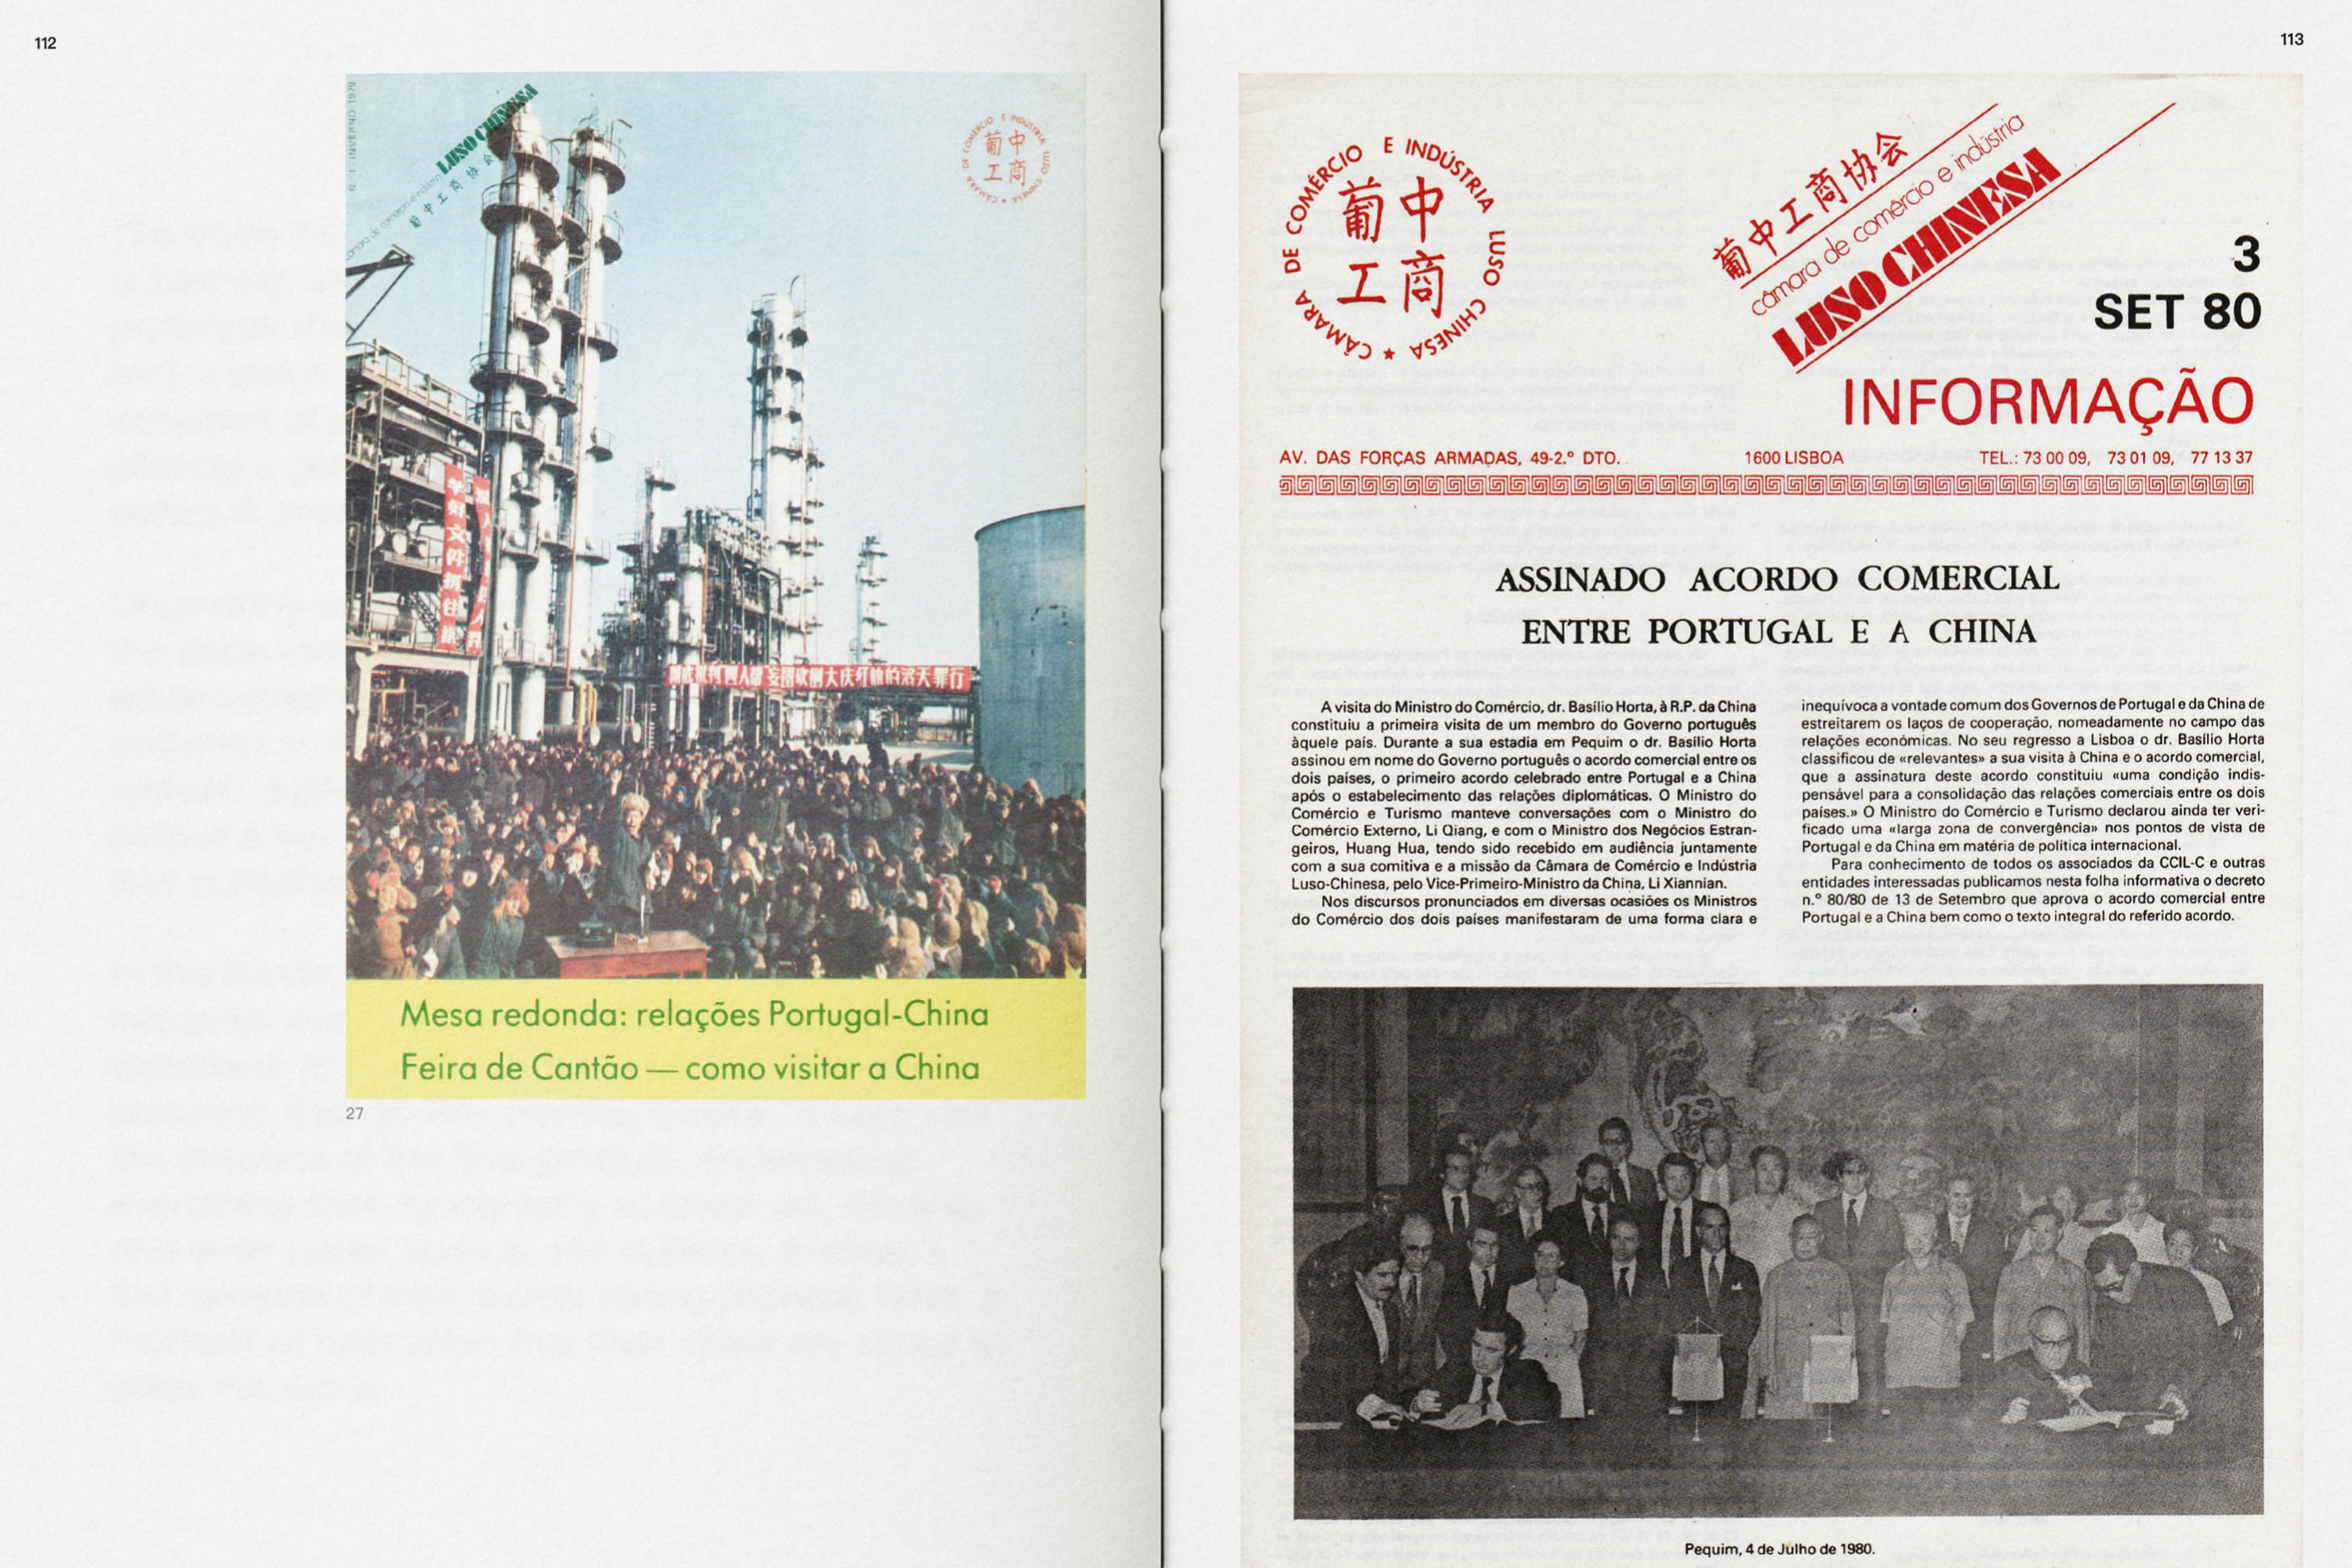 112
N.º 1 - INVERNO 1979
câmara de comércio e indústria
LUSO CHINESA
葡中工商协会
CÂMARA DE COMÉRCIO E INDÚSTRIA LUSO CHINESA ★
葡中
工商
四人帮
大庆红旗的滔天罪行
Mesa redonda: relações Portugal-China
Feira de Cantão — como visitar a China
27
113
CÂMARA DE COMÉRCIO E INDÚSTRIA LUSO CHINESA ★
葡中
工商
葡中工商协会
câmara de comércio e indústria
LUSO CHINESA
3
SET 80
INFORMAÇÃO
AV. DAS FORÇAS ARMADAS, 49-2.º DTO. 1600 LISBOA TEL.: 73 00 09, 73 01 09, 77 13 37
ASSINADO ACORDO COMERCIAL
ENTRE PORTUGAL E A CHINA
A visita do Ministro do Comércio, dr. Basílio Horta, à R.P. da China
constituiu a primeira visita de um membro do Governo português
àquele país. Durante a sua estadia em Pequim o dr. Basílio Horta
assinou em nome do Governo português o acordo comercial entre os
dois países, o primeiro acordo celebrado entre Portugal e a China
após o estabelecimento das relações diplomáticas. O Ministro do
Comércio e Turismo manteve conversações com o Ministro do
Comércio Externo, Li Qiang, e com o Ministro dos Negócios Estran-
geiros, Huang Hua, tendo sido recebido em audiência juntamente
com a sua comitiva e a missão da Câmara de Comércio e Indústria
Luso-Chinesa, pelo Vice-Primeiro-Ministro da China, Li Xiannian.
Nos discursos pronunciados em diversas ocasiões os Ministros
do Comércio dos dois países manifestaram de uma forma clara e
inequívoca a vontade comum dos Governos de Portugal e da China de
estreitarem os laços de cooperação, nomeadamente no campo das
relações económicas. No seu regresso a Lisboa o dr. Basílio Horta
classificou de «relevantes» a sua visita à China e o acordo comercial,
que a assinatura deste acordo constituiu «uma condição indis-
pensável para a consolidação das relações comerciais entre os dois
países.» O Ministro do Comércio e Turismo declarou ainda ter veri-
ficado uma «larga zona de convergência» nos pontos de vista de
Portugal e da China em matéria de política internacional.
Para conhecimento de todos os associados da CCIL-C e outras
entidades interessadas publicamos nesta folha informativa o decreto
n.º 80/80 de 13 de Setembro que aprova o acordo comercial entre
Portugal e a China bem como o texto integral do referido acordo.
Pequim, 4 de Julho de 1980.